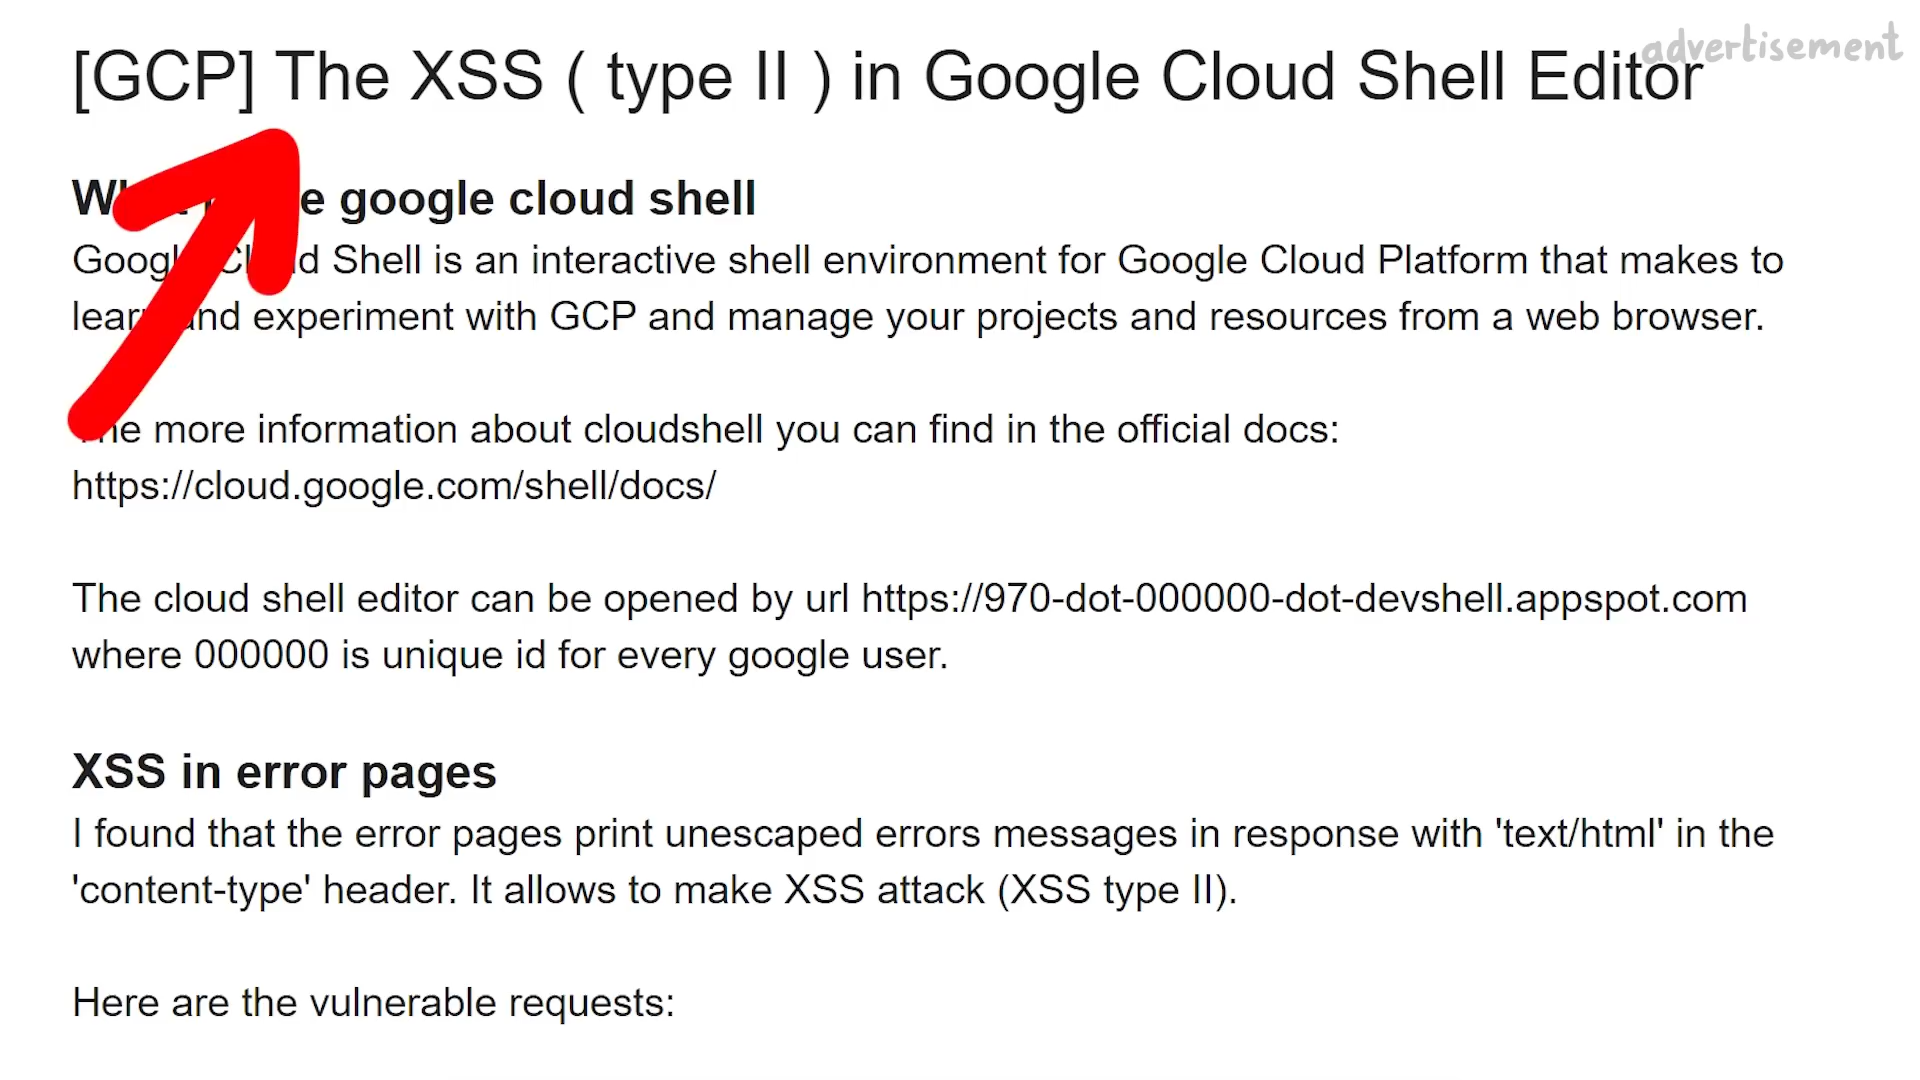 advertisement
[GCP] The XSS ( type II ) in Google Cloud Shell Editor
google cloud shell
Cloud Shell is an interactive shell environment for Google Cloud Platform that makes to
learn and experiment with GCP and manage your projects and resources from a web browser.
The more information about cloudshell you can find in the official docs:
https://cloud.google.com/shell/docs/
The cloud shell editor can be opened by url https://970-dot-000000-dot-devshell.appspot.com
where 000000 is unique id for every google user.
XSS in error pages
I found that the error pages print unescaped errors messages in response with 'text/html' in the
'content-type' header. It allows to make XSS attack (XSS type II).
Here are the vulnerable requests: